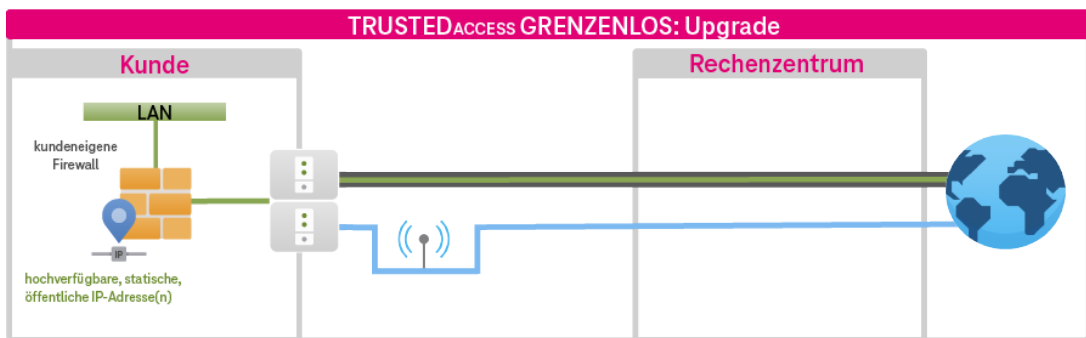 TRUSTEDACCESS GRENZENLOS: Upgrade
Kunde
Rechenzentrum
LAN
kundeneigene
Firewall
IP
hochverfügbare, statische,
öffentliche IP-Adresse(n)